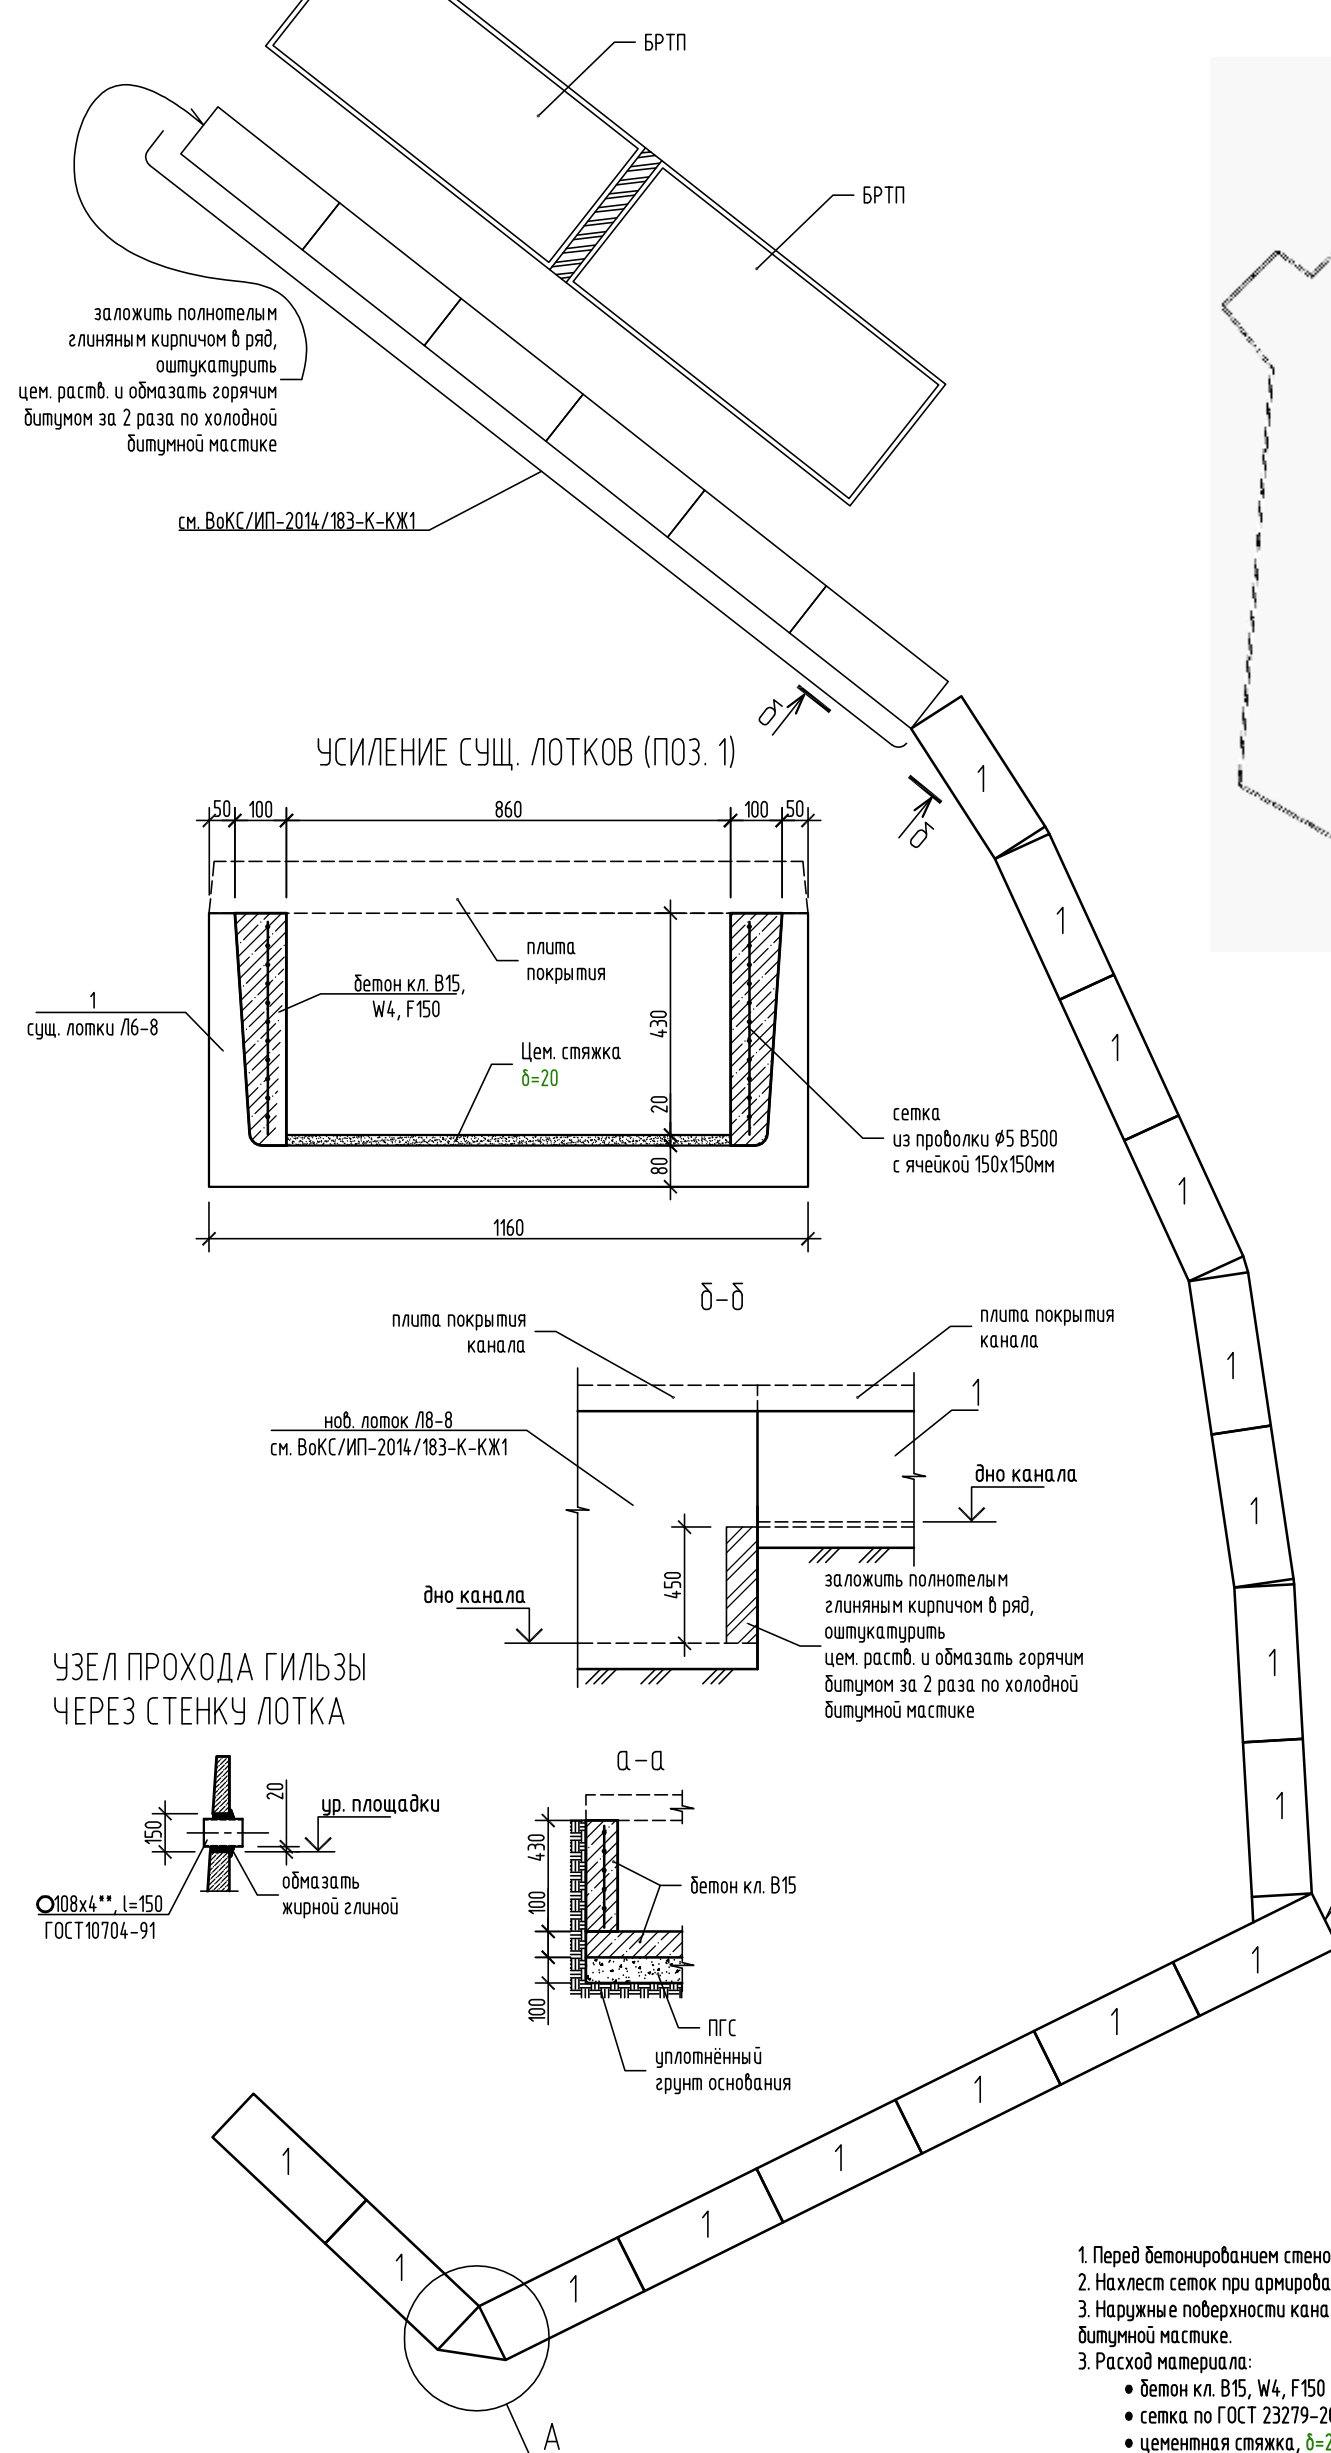 БРТП
БРТП
заложить полнотелым
глиняным кирпичом в ряд,
оштукатурить
цем. раств. и обмазать горячим
битумом за 2 раза по холодной
битумной мастике
см. ВоКС/ИП-2014/183-К-КЖ1
б
б
1
1
1
1
1
1
1
1
УСИЛЕНИЕ СУЩ. ЛОТКОВ (ПОЗ. 1)
50 100 860 100 50
плита
покрытия
бетон кл. В15,
W4, F150
1
сущ. лотки Л6-8
Цем. стяжка
δ=20
430
20
80
сетка
из проволки ϕ5 В500
с ячейкой 150х150мм
1160
б-б
плита покрытия
канала
плита покрытия
канала
1
нов. лоток Л8-8
см. ВоКС/ИП-2014/183-К-КЖ1
дно канала
450
дно канала
заложить полнотелым
глиняным кирпичом в ряд,
оштукатурить
цем. раств. и обмазать горячим
битумом за 2 раза по холодной
битумной мастике
УЗЕЛ ПРОХОДА ГИЛЬЗЫ
ЧЕРЕЗ СТЕНКУ ЛОТКА
20
150
ур. площадки
обмазать
жирной глиной
108х4**, l=150
ГОСТ10704-91
а-а
430
100
100
бетон кл. В15
ПГС
уплотнённый
грунт основания
1
1
1
1
1
1
1
1
А
1. Перед бетонированием стено
2. Нахлест сеток при армирова
3. Наружные поверхности кана
битумной мастике.
3. Расход материала:
• бетон кл. В15, W4, F150
• сетка по ГОСТ 23279-20
• цементная стяжка, δ=2